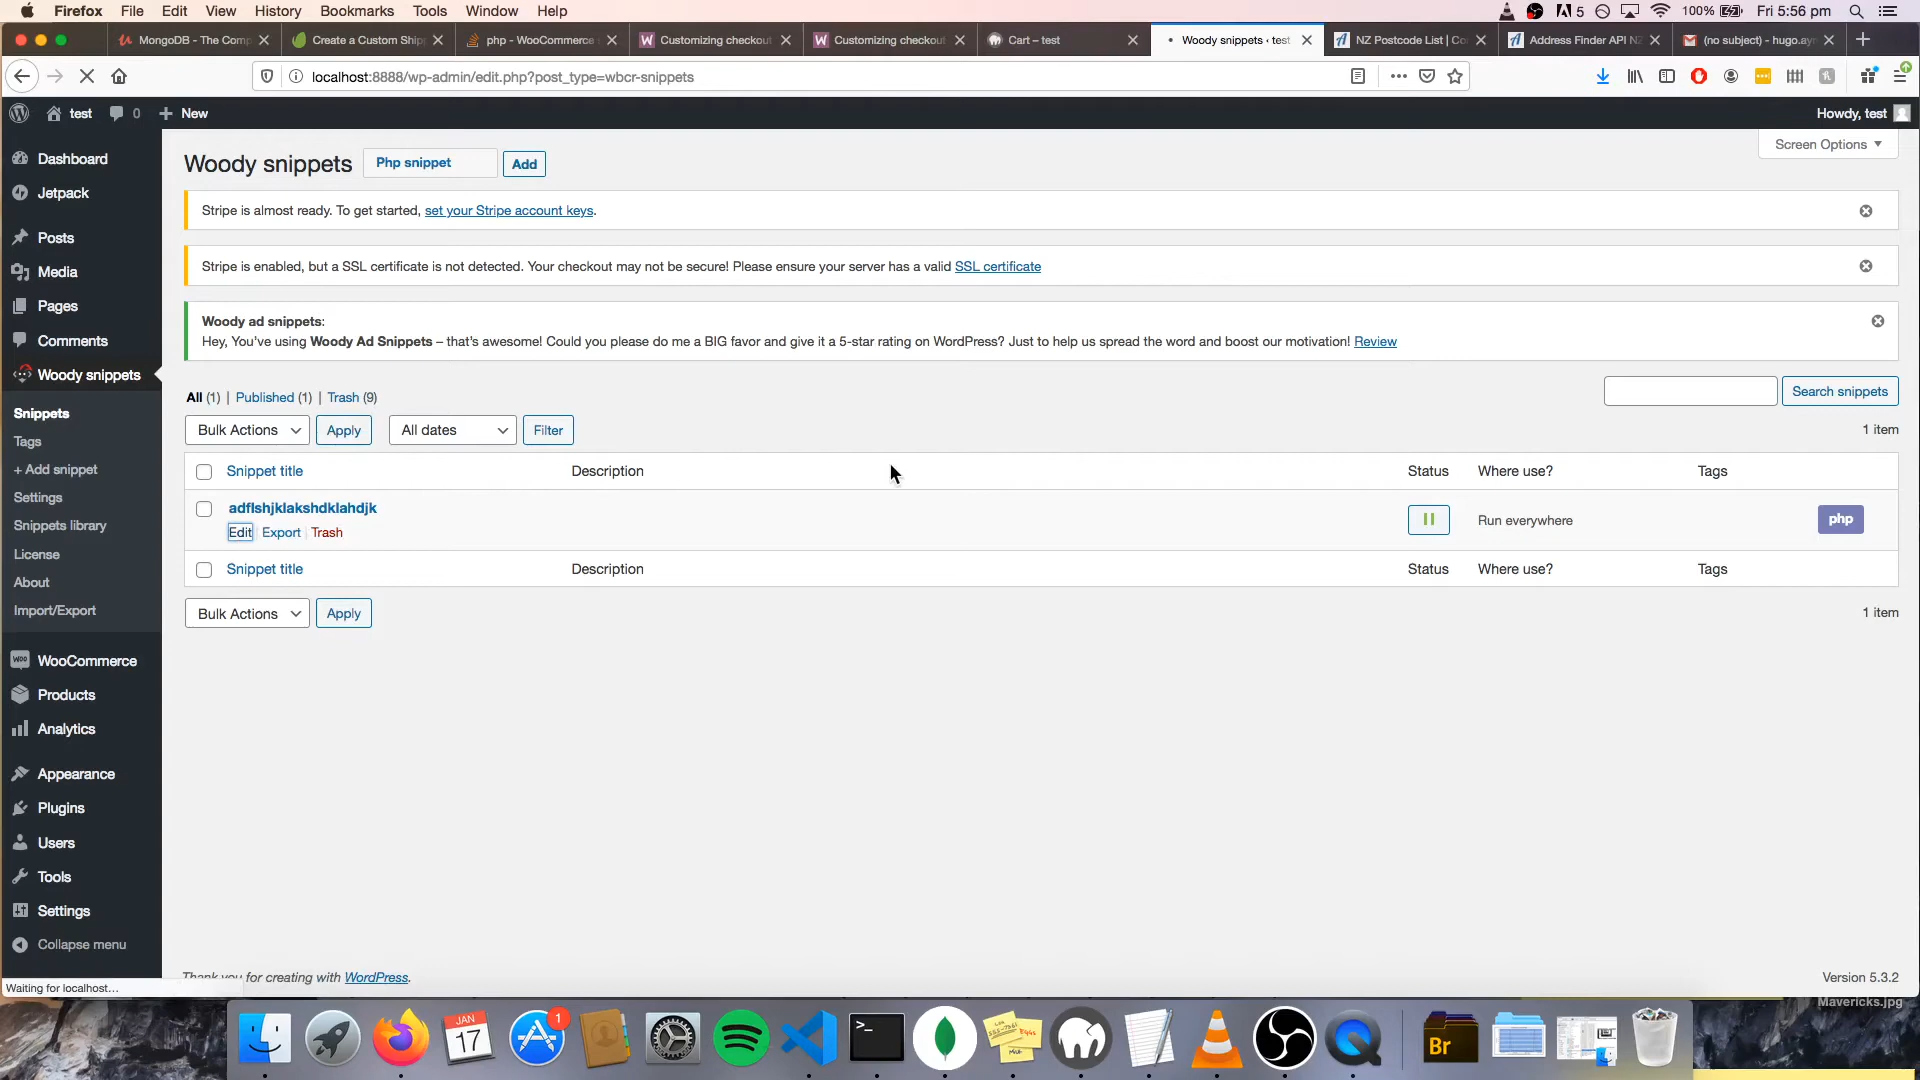 Firefox File Edit View History Bookmarks Tools Window Help 5 100% Fri 5:56 pm
MongoDB - The Comp Create a Custom Ship php - WooCommerce Customizing checkout Customizing checkout Cart – test Woody snippets ‹ test NZ Postcode List | Co Address Finder API NZ (no subject) - hugo.ayn
localhost:8888/wp-admin/edit.php?post_type=wbcr-snippets
test 0 New Howdy, test
Screen Options
Dashboard
Jetpack
Posts
Media
Pages
Comments
Woody snippets
Snippets
Tags
+ Add snippet
Settings
Snippets library
License
About
Import/Export
WooCommerce
Products
Analytics
Appearance
Plugins
Users
Tools
Settings
Collapse menu
Woody snippets Php snippet Add
Stripe is almost ready. To get started, set your Stripe account keys.
Stripe is enabled, but a SSL certificate is not detected. Your checkout may not be secure! Please ensure your server has a valid SSL certificate
Woody ad snippets:
Hey, You've using Woody Ad Snippets – that's awesome! Could you please do me a BIG favor and give it a 5-star rating on WordPress? Just to help us spread the word and boost our motivation! Review
All (1) | Published (1) | Trash (9)
Search snippets
Bulk Actions Apply All dates Filter 1 item
Snippet title Description Status Where use? Tags
adflshjklakshdklahdjk
Edit | Export | Trash
Run everywhere php
Snippet title Description Status Where use? Tags
Bulk Actions Apply 1 item
Thank you for creating with WordPress. Version 5.3.2
Waiting for localhost…
Mavericks.jpg
JAN
17
1
>_
Br